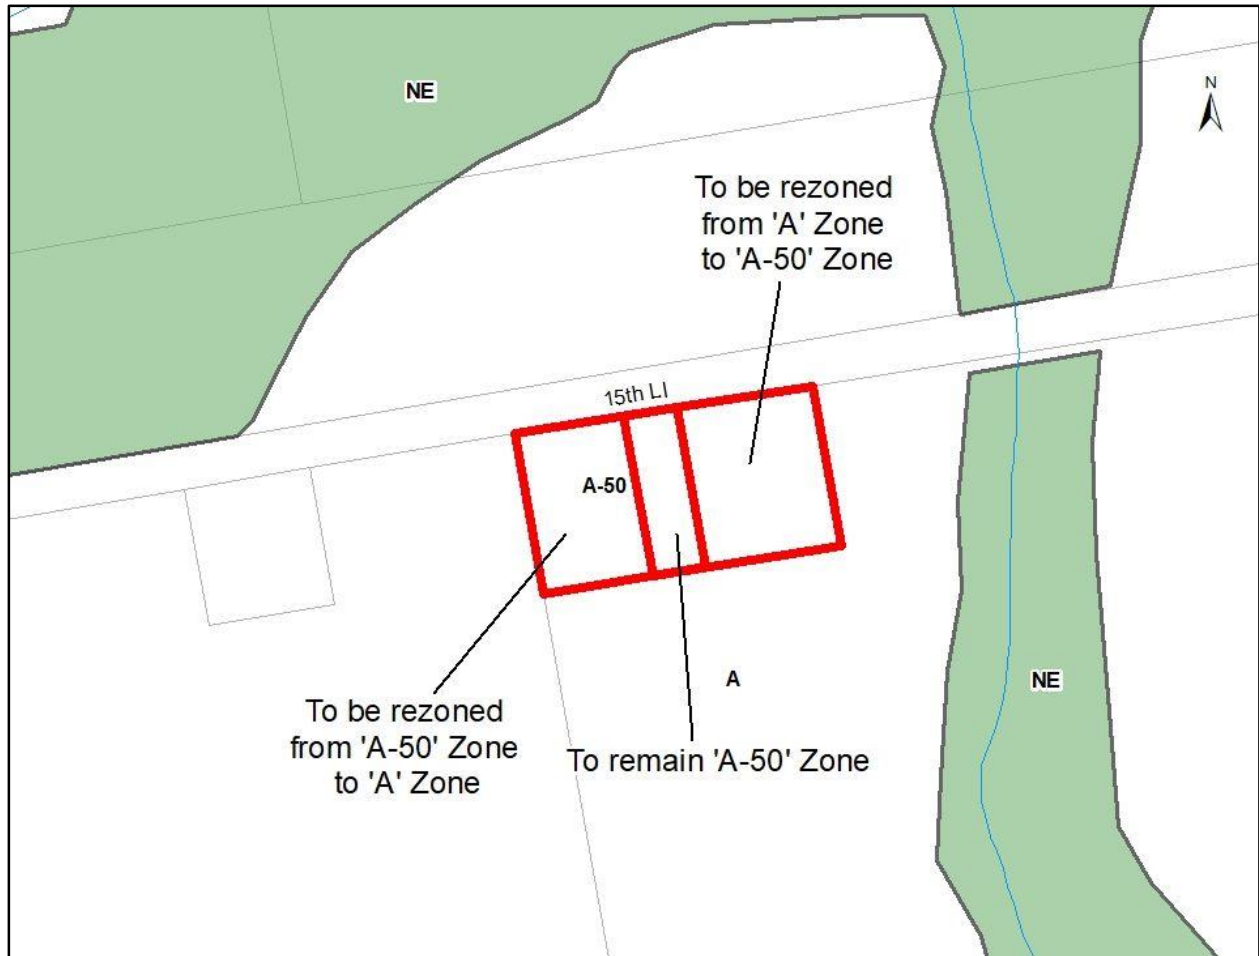 NE
N
To be rezoned
from 'A' Zone
to 'A-50' Zone
15th LI
A-50
A
NE
To be rezoned
from 'A-50' Zone
to 'A' Zone
To remain 'A-50' Zone